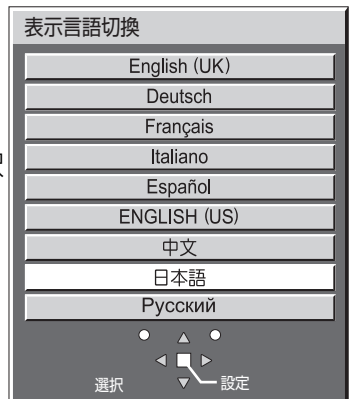 表示言語切換
English (UK)
Deutsch
Français
Italiano
Español
ENGLISH (US)
中文
日本語
Русский
選択
設定